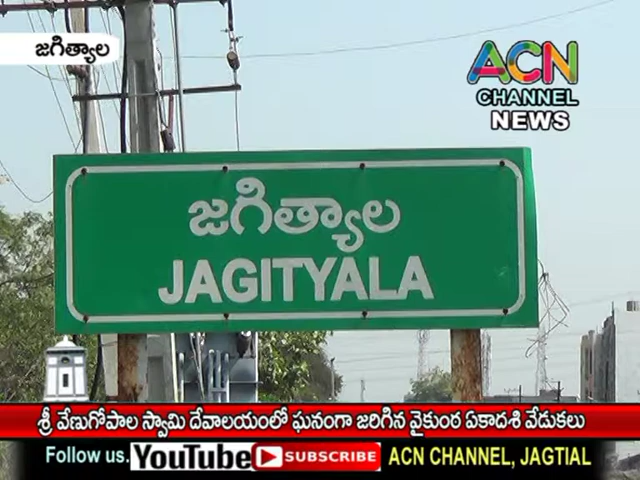 జగిత్యాల
ACN
CHANNEL
NEWS
జగిత్యాల
JAGITYALA
శ్రీ వేణుగోపాల స్వామి దేవాలయంలో ఘనంగా జరిగిన వైకుంఠ ఏకాదశి వేడుకలు
Follow us. YouTube SUBSCRIBE ACN CHANNEL, JAGTIAL